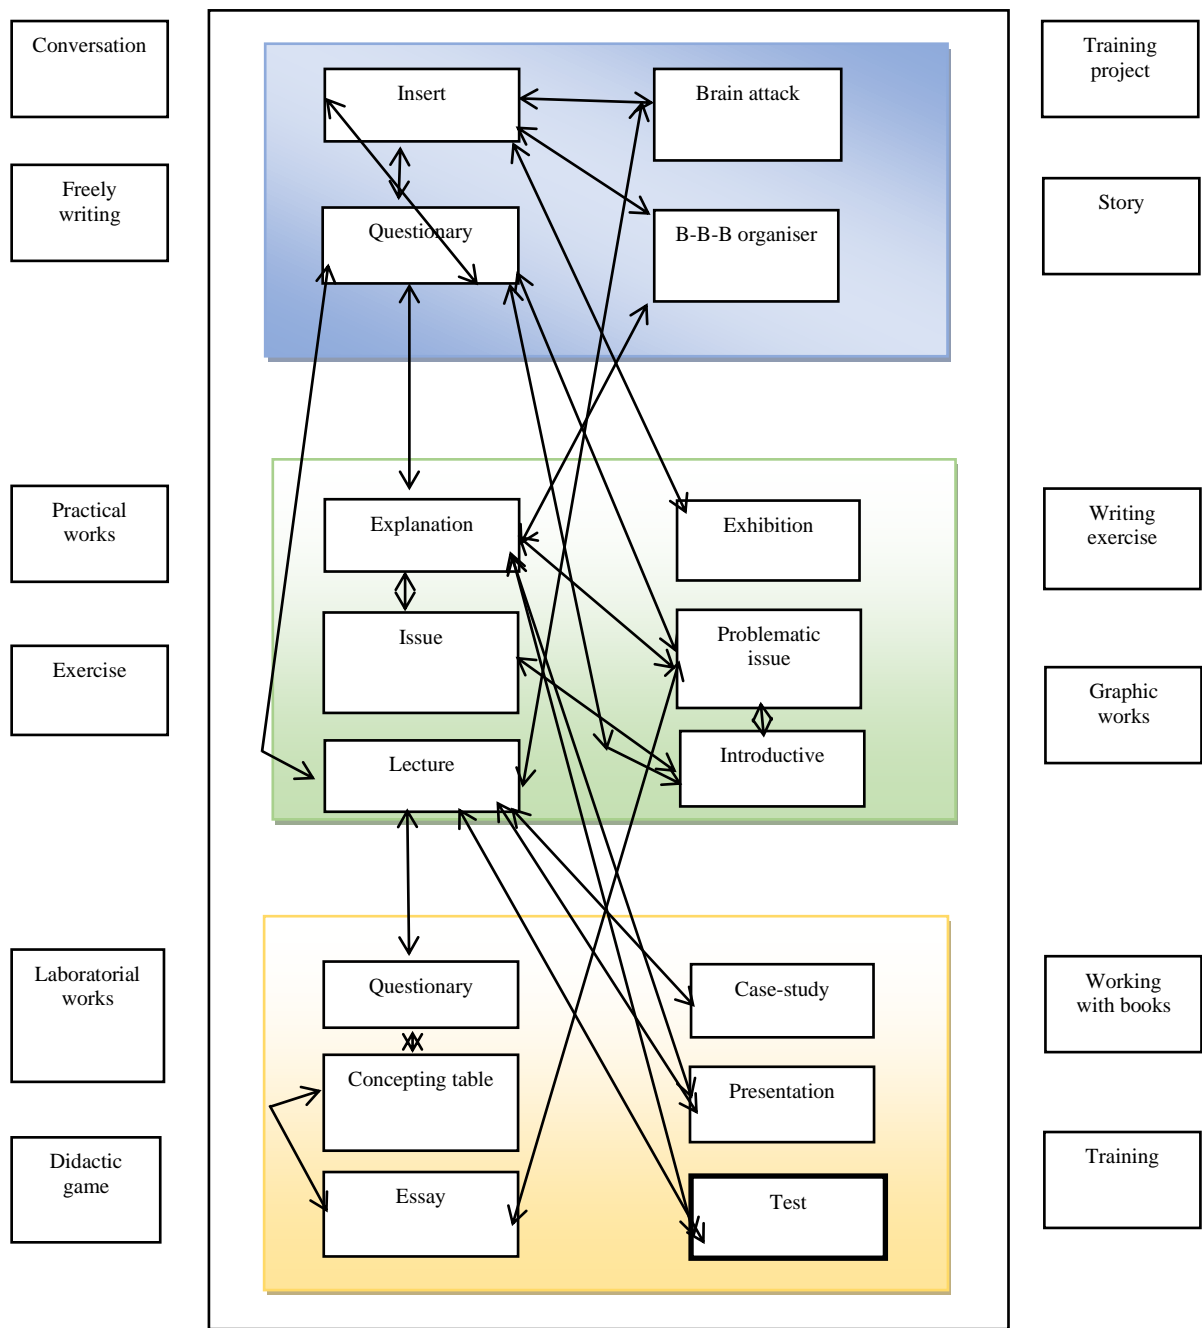 Conversation
Insert
Brain attack
Training
project
Freely
writing
Questionary
B-B-B organiser
Story
Practical
works
Explanation
Exhibition
Writing
exercise
Exercise
Issue
Problematic
issue
Graphic
works
Lecture
Introductive
Laboratorial
works
Questionary
Case-study
Working
with books
Concepting table
Presentation
Didactic
game
Essay
Test
Training